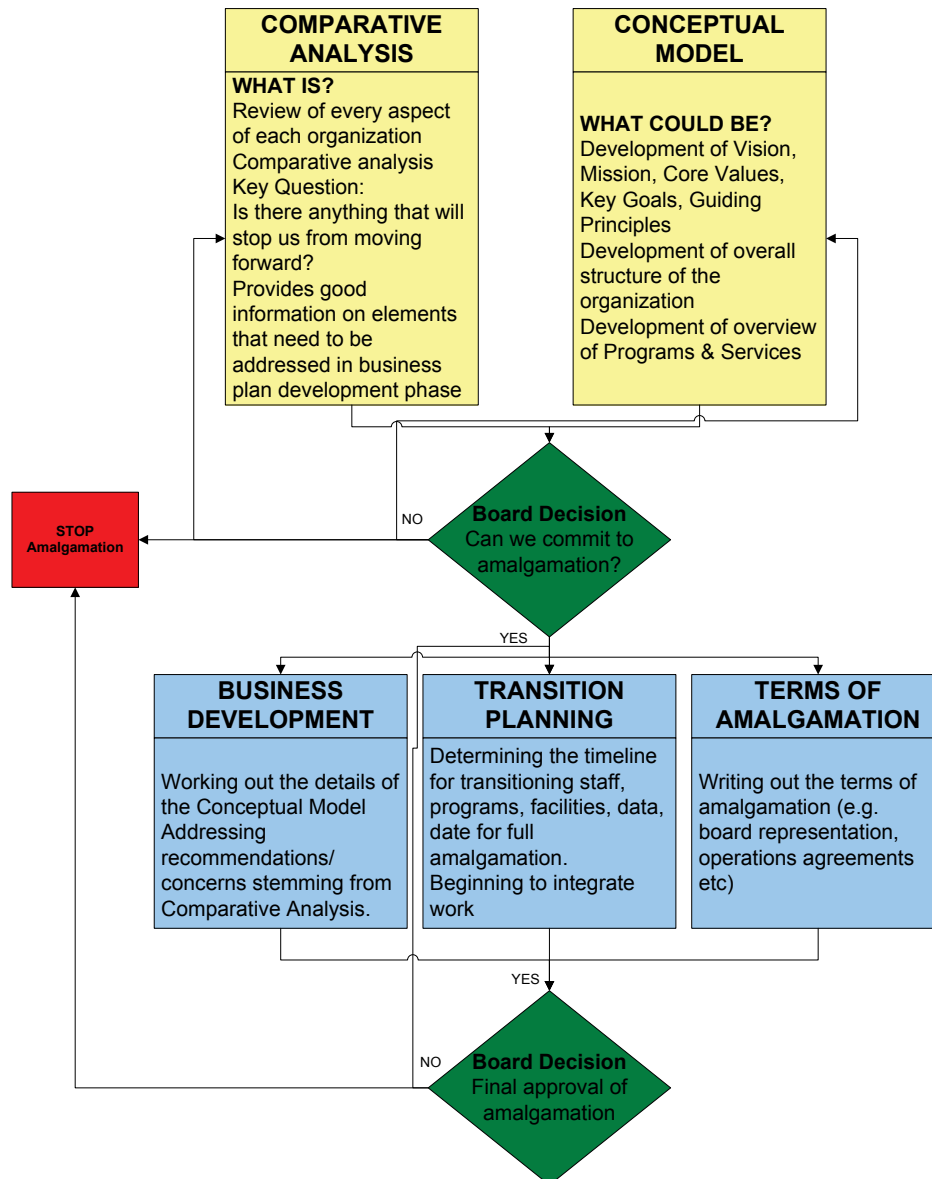 COMPARATIVE
ANALYSIS
WHAT IS?
Review of every aspect
of each organization
Comparative analysis
Key Question:
Is there anything that will
stop us from moving
forward?
Provides good
information on elements
that need to be
addressed in business
plan development phase
CONCEPTUAL
MODEL
WHAT COULD BE?
Development of Vision,
Mission, Core Values,
Key Goals, Guiding
Principles
Development of overall
structure of the
organization
Development of overview
of Programs & Services
STOP
Amalgamation
NO
Board Decision
Can we commit to
amalgamation?
YES
BUSINESS
DEVELOPMENT
Working out the details of
the Conceptual Model
Addressing
recommendations/
concerns stemming from
Comparative Analysis.
TRANSITION
PLANNING
Determining the timeline
for transitioning staff,
programs, facilities, data,
date for full
amalgamation.
Beginning to integrate
work
TERMS OF
AMALGAMATION
Writing out the terms of
amalgamation (e.g.
board representation,
operations agreements
etc)
YES
NO
Board Decision
Final approval of
amalgamation